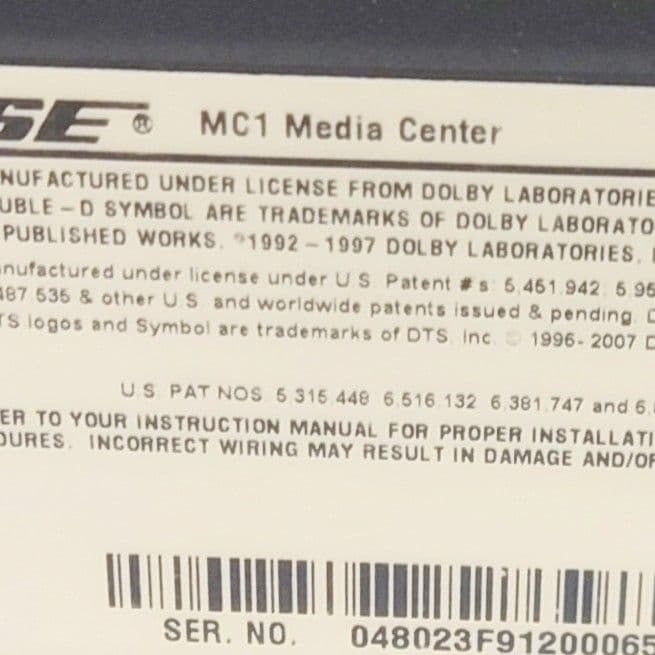 SE® MC1 Media Center
NUFACTURED UNDER LICENSE FROM DOLBY LABORATORIE
UBLE-D SYMBOL ARE TRADEMARKS OF DOLBY LABORATO
PUBLISHED WORKS. ©1992-1997 DOLBY LABORATORIES,
nufactured under license under U S Patent #'s 5,451,942; 5,95
487,535 & other U.S. and worldwide patents issued & pending. D
TS logos and Symbol are trademarks of DTS, Inc. © 1996-2007 D
U.S. PAT NOS 5,315,448 6,516,132 6,381,747 and 6,
ER TO YOUR INSTRUCTION MANUAL FOR PROPER INSTALLATI
DURES. INCORRECT WIRING MAY RESULT IN DAMAGE AND/OR
SER. NO. 048023F91200065